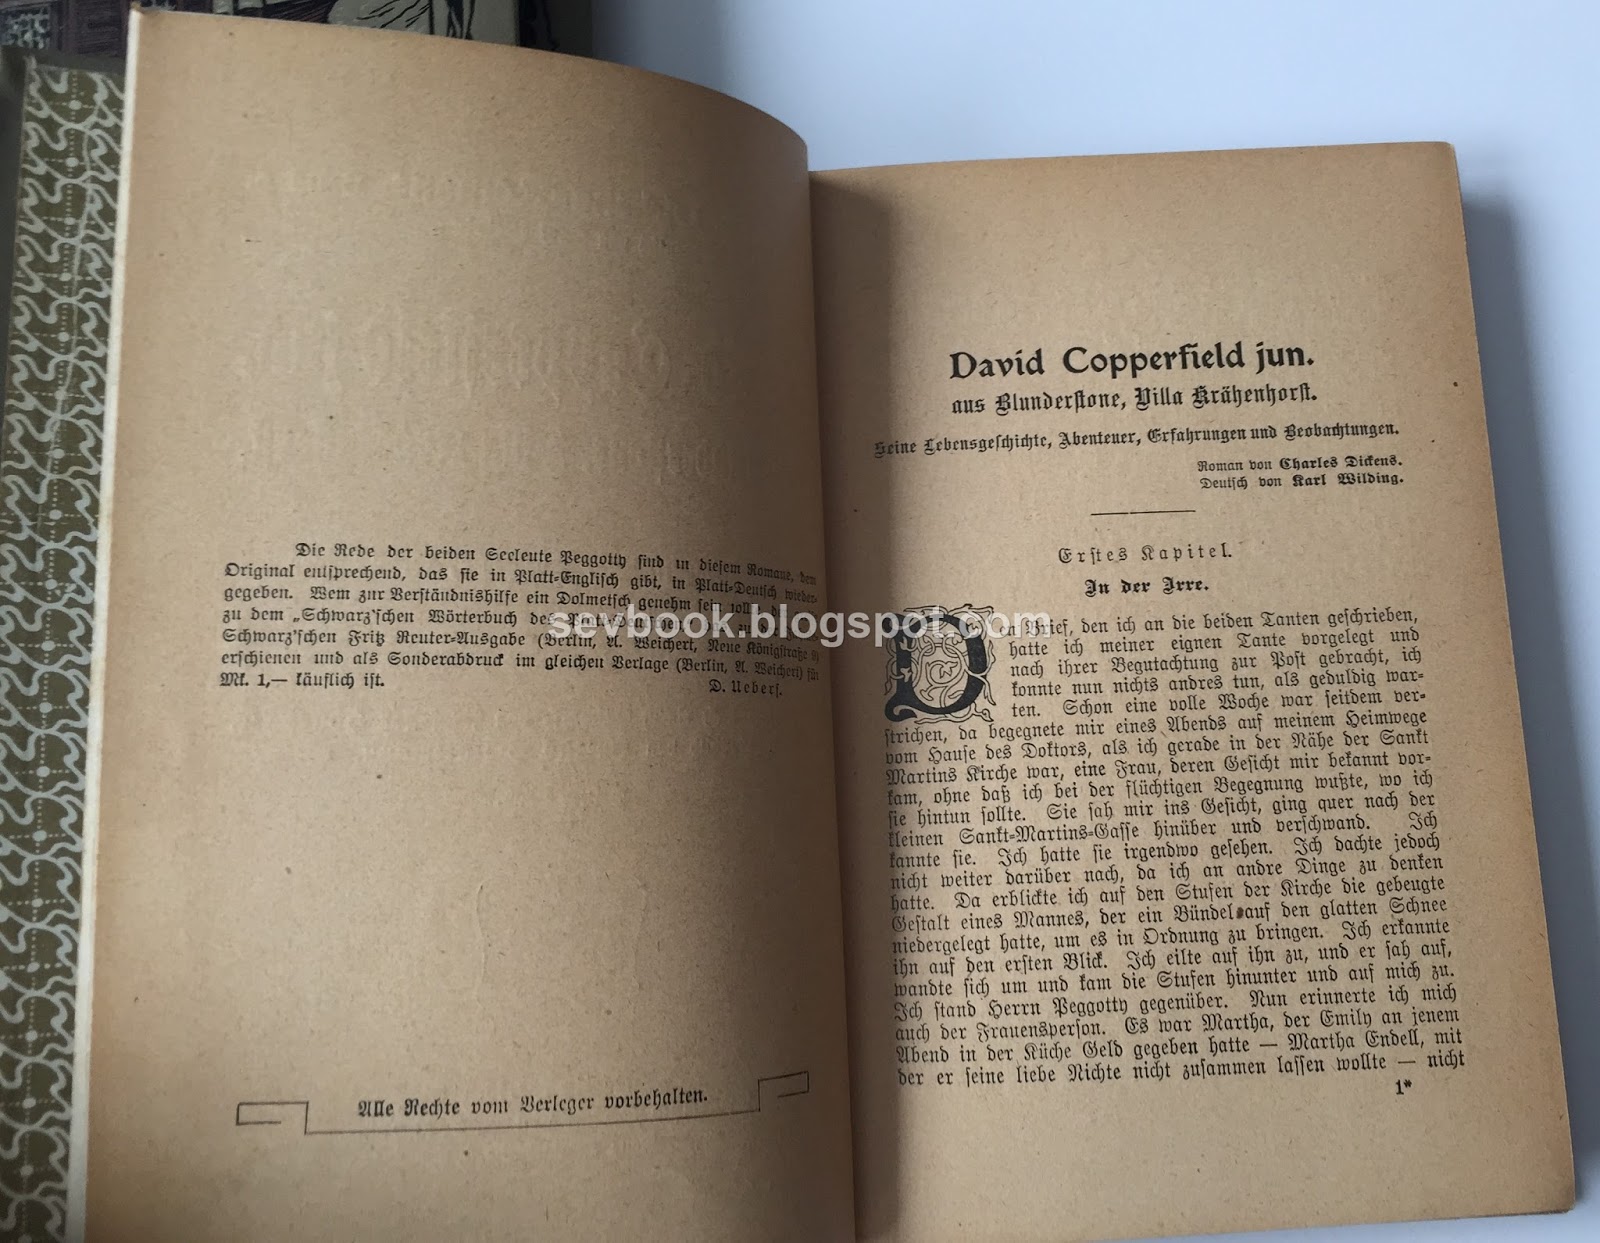 Die Rede der beiden Seeleute Peggotty sind in diesem Romane, dem
Original entsprechend, das sie in Platt-Englisch gibt, in Platt-Deutsch wieder-
gegeben. Wem zur Verständnishilfe ein Dolmetsch genehm sein sollte,
zu dem „Schwarz'schen Wörterbuch des
Schwarz'schen Fritz Reuter-Ausgabe (Berlin, A. Weichert, Neue Königstraße 9)
erschienen und als Sonderabdruck im gleichen Verlage (Berlin, A. Weichert) für
Mk. 1,— käuflich ist.
D. Uebers.
Alle Rechte vom Verleger vorbehalten.
David Copperfield jun.
aus Blunderstone, Villa Krähenhorst.
Seine Lebensgeschichte, Abenteuer, Erfahrungen und Beobachtungen.
Roman von Charles Dickens.
Deutsch von Karl Wilding.
Erstes Kapitel.
In der Irre.
Den Brief, den ich an die beiden Tanten geschrieben,
hatte ich meiner eignen Tante vorgelegt und
nach ihrer Begutachtung zur Post gebracht, ich
konnte nun nichts andres tun, als geduldig war-
ten. Schon eine volle Woche war seitdem ver-
strichen, da begegnete mir eines Abends auf meinem Heimwege
vom Hause des Doktors, als ich gerade in der Nähe der Sankt
Martins Kirche war, eine Frau, deren Gesicht mir bekannt vor-
kam, ohne daß ich bei der flüchtigen Begegnung wußte, wo ich
sie hintun sollte. Sie sah mir ins Gesicht, ging quer nach der
kleinen Sankt-Martins-Gasse hinüber und verschwand. Ich
kannte sie. Ich hatte sie irgendwo gesehen. Ich dachte jedoch
nicht weiter darüber nach, da ich an andre Dinge zu denken
hatte. Da erblickte ich auf den Stufen der Kirche die gebeugte
Gestalt eines Mannes, der ein Bündel auf den glatten Schnee
niedergelegt hatte, um es in Ordnung zu bringen. Ich erkannte
ihn auf den ersten Blick. Ich eilte auf ihn zu, und er sah auf,
wandte sich um und kam die Stufen hinunter und auf mich zu.
Ich stand Herrn Peggotty gegenüber. Nun erinnerte ich mich
auch der Frauensperson. Es war Martha, der Emily an jenem
Abend in der Küche Geld gegeben hatte — Martha Endell, mit
der er seine liebe Nichte nicht zusammen lassen wollte — nicht
1*
sevbook.blogspot.com